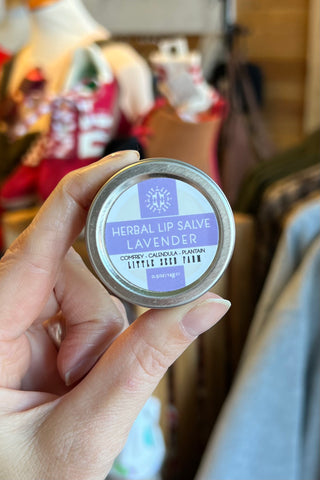 HERBAL LIP SALVE
LAVENDER
COMFREY - CALENDULA - PLANTAIN
LITTLE SEED FARM